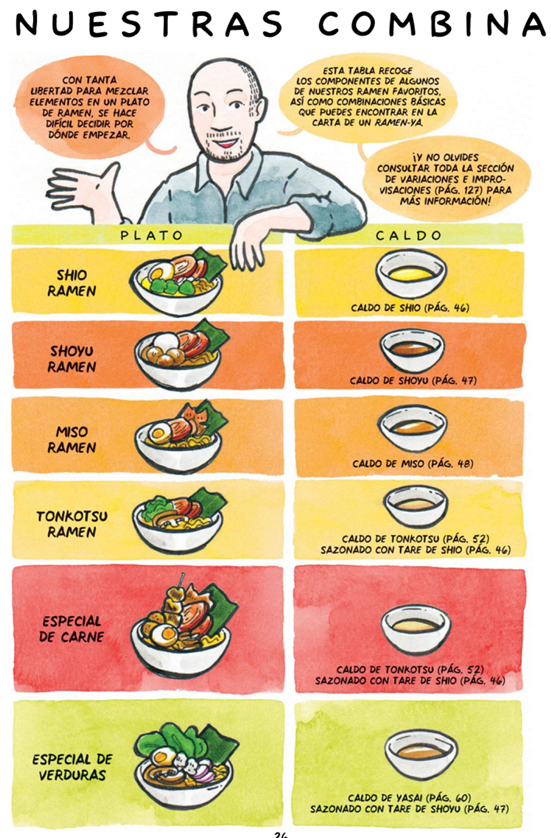 NUESTRAS COMBINA
CON TANTA
LIBERTAD PARA MEZCLAR
ELEMENTOS EN UN PLATO
DE RAMEN, SE HACE
DIFÍCIL DECIDIR POR
DÓNDE EMPEZAR.
ESTA TABLA RECOGE
LOS COMPONENTES DE ALGUNOS
DE NUESTROS RAMEN FAVORITOS,
ASÍ COMO COMBINACIONES BÁSICAS
QUE PUEDES ENCONTRAR EN LA
CARTA DE UN RAMEN-YA.
¡Y NO OLVIDES
CONSULTAR TODA LA SECCIÓN
DE VARIACIONES E IMPRO-
VISACIONES (PÁG. 127) PARA
MÁS INFORMACIÓN!
PLATO
CALDO
SHIO
RAMEN
CALDO DE SHIO (PÁG. 46)
SHOYU
RAMEN
CALDO DE SHOYU (PÁG. 47)
MISO
RAMEN
CALDO DE MISO (PÁG. 48)
TONKOTSU
RAMEN
CALDO DE TONKOTSU (PÁG. 52)
SAZONADO CON TARE DE SHIO (PÁG. 46)
ESPECIAL
DE CARNE
CALDO DE TONKOTSU (PÁG. 52)
SAZONADO CON TARE DE SHIO (PÁG. 46)
ESPECIAL DE
VERDURAS
CALDO DE YASAI (PÁG. 60)
SAZONADO CON TARE DE SHOYU (PÁG. 47)